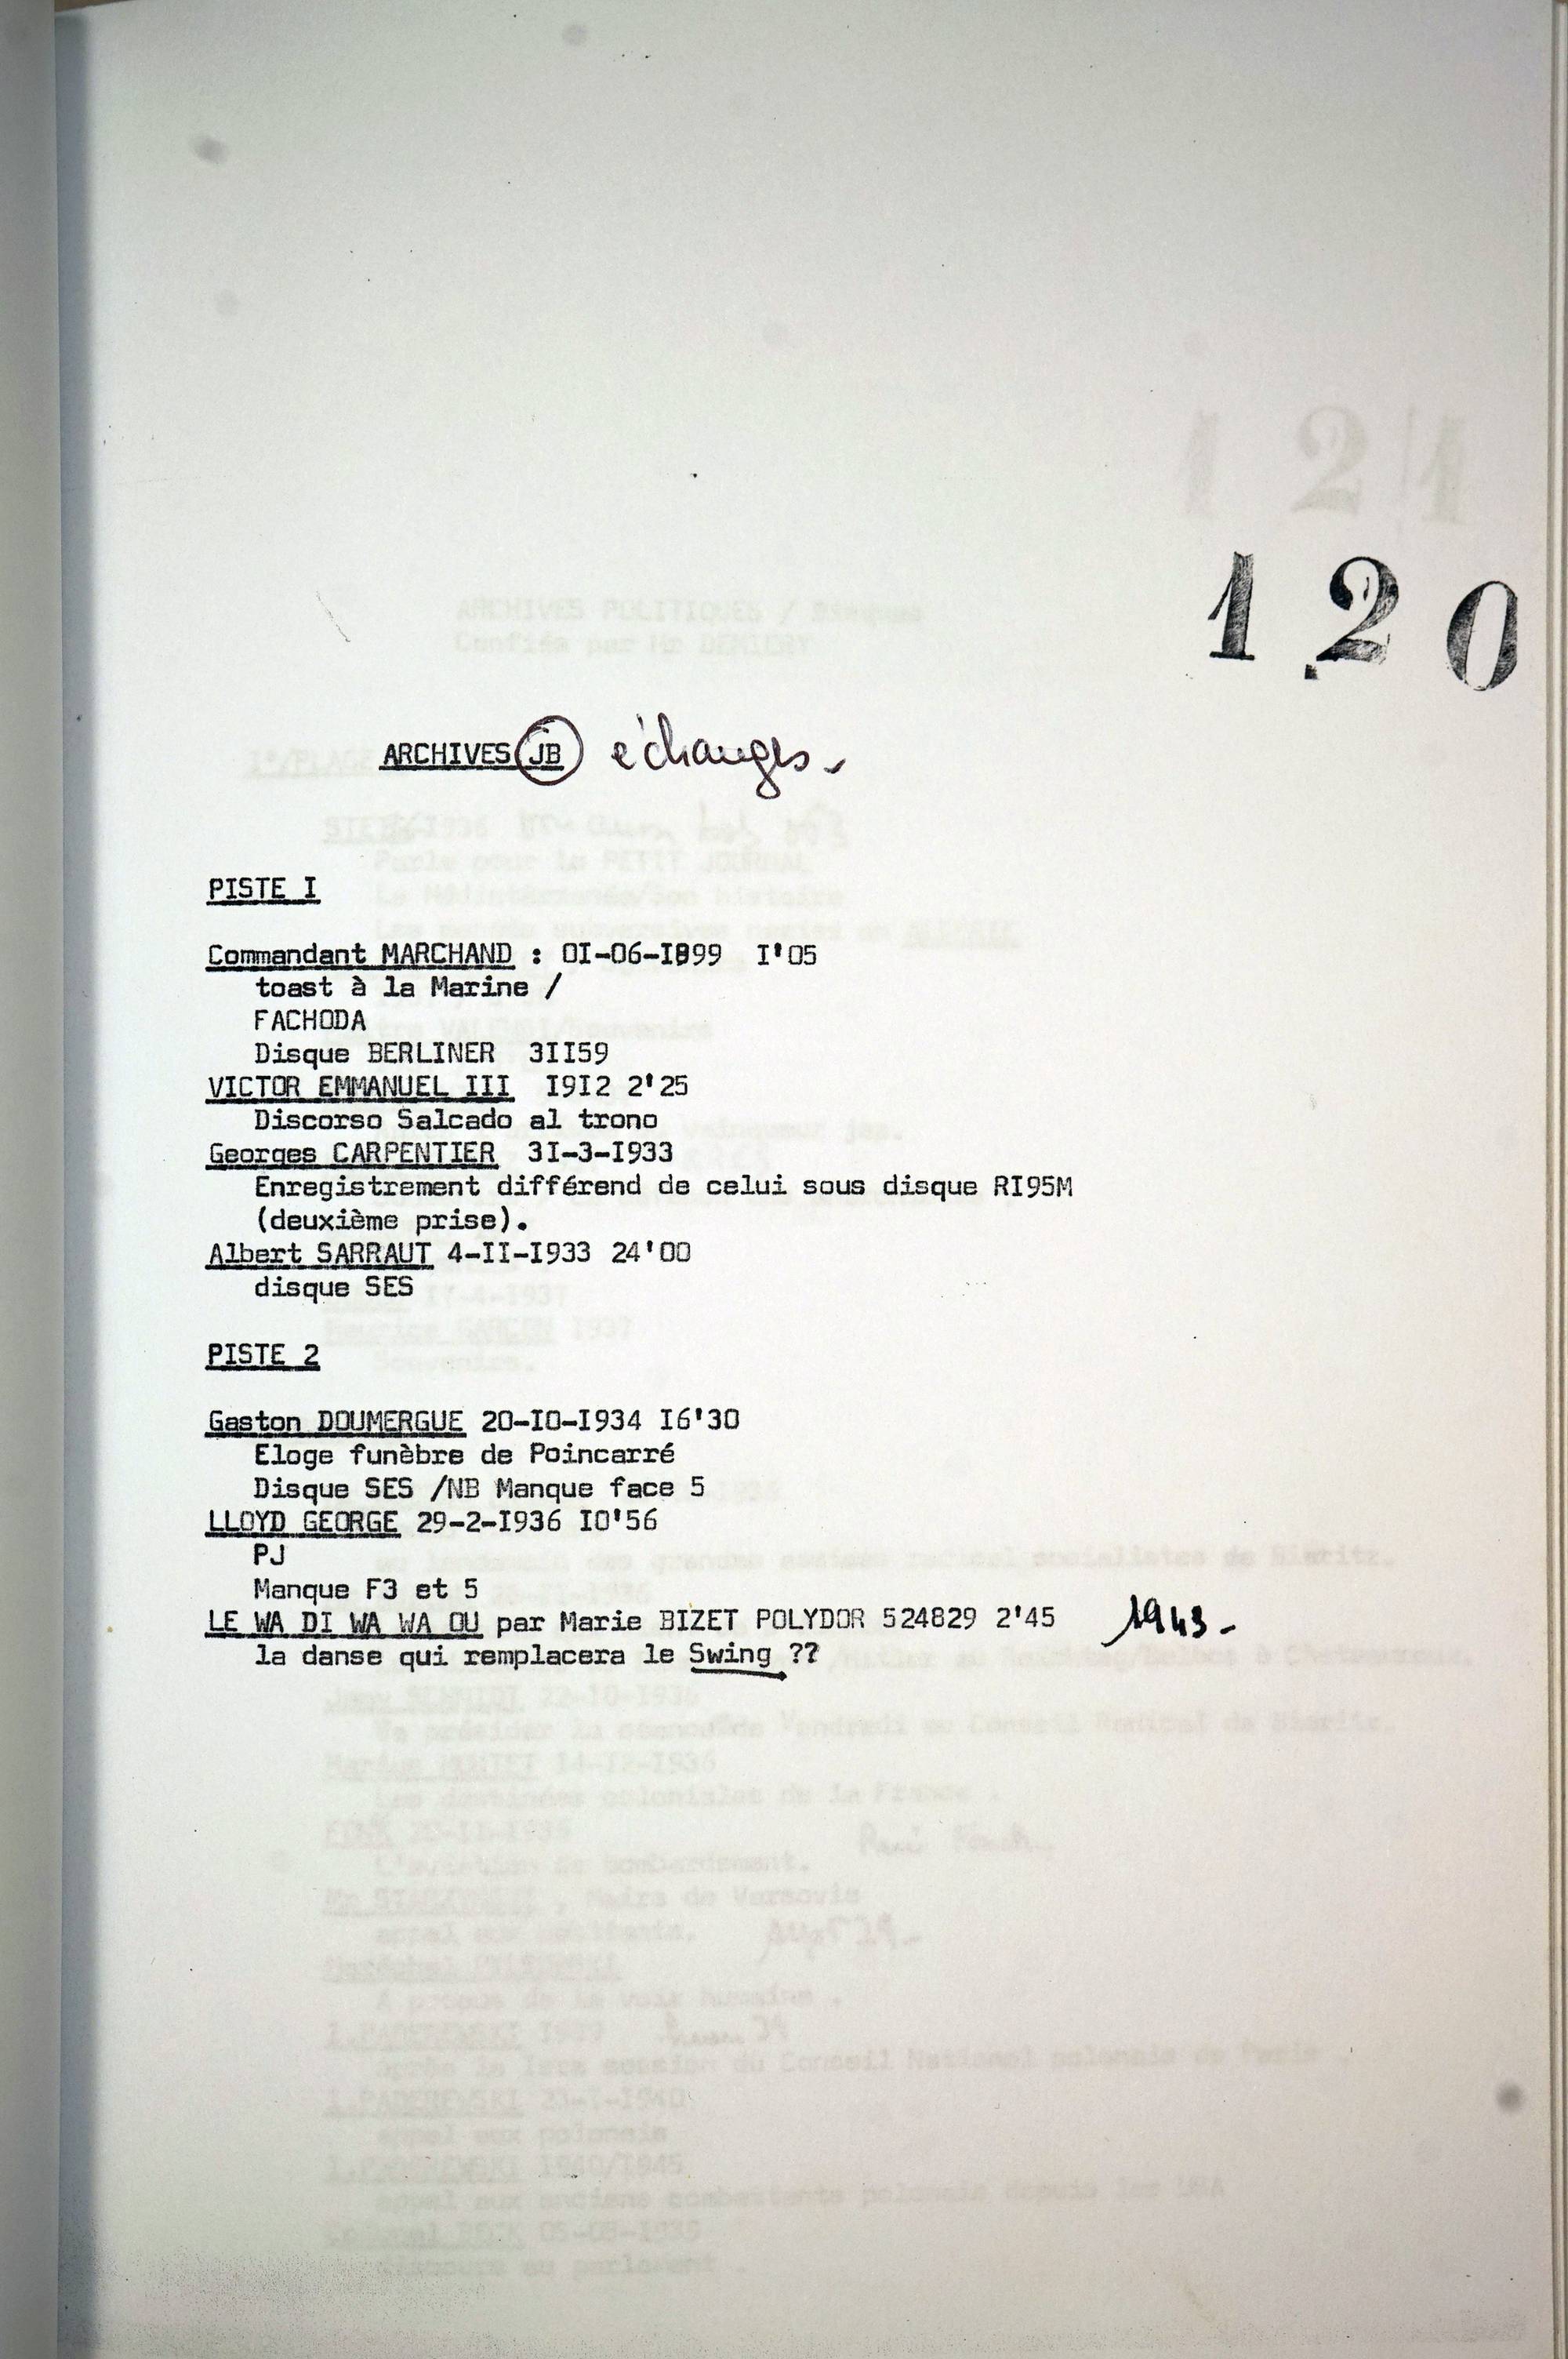 120
ARCHIVES JB échanges -
PISTE I
Commandant MARCHAND : 0I-06-I899 I'05
toast à la Marine /
FACHODA
Disque BERLINER 3II59
VICTOR EMMANUEL III I9I2 2'25
Discorso Salcado al trono
Georges CARPENTIER 3I-3-I933
Enregistrement différend de celui sous disque RI95M
(deuxième prise).
Albert SARRAUT 4-II-I933 24'00
disque SES
PISTE 2
Gaston DOUMERGUE 20-I0-I934 I6'30
Eloge funèbre de Poincarré
Disque SES /NB Manque face 5
LLOYD GEORGE 29-2-I936 I0'56
PJ
Manque F3 et 5
LE WA DI WA WA OU par Marie BIZET POLYDOR 524829 2'45 1943-
la danse qui remplacera le Swing ??